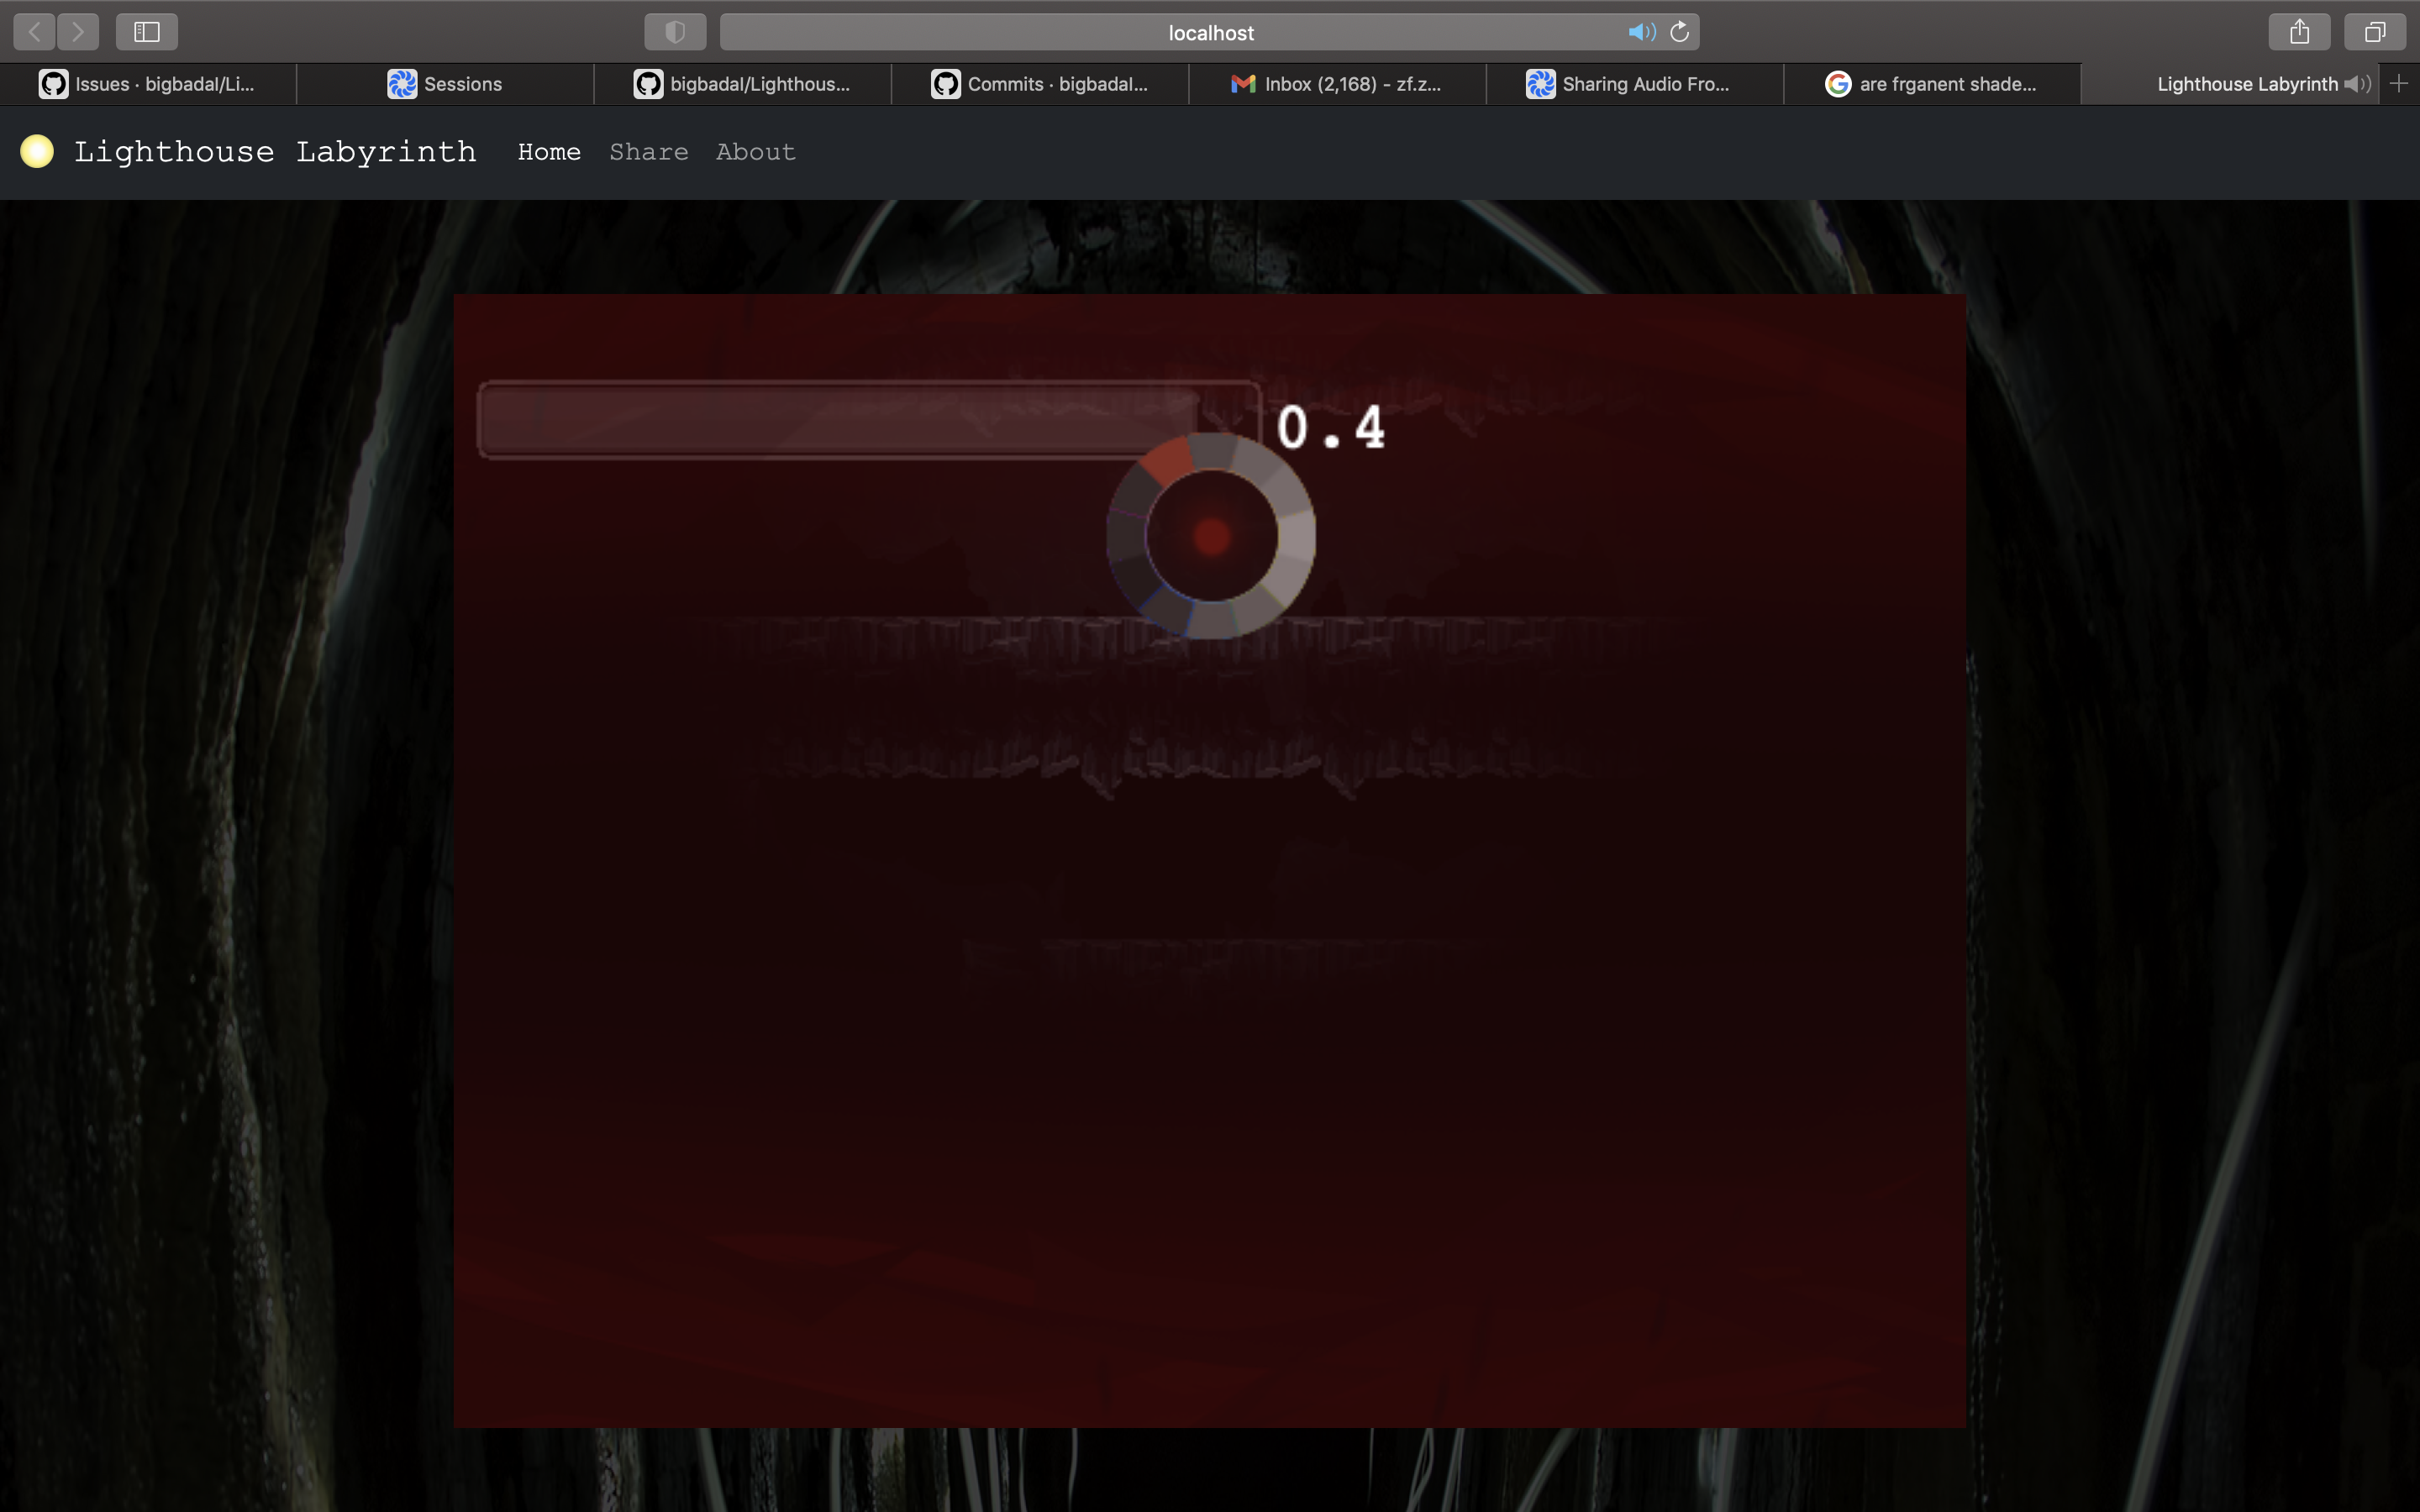 localhost
Issues · bigbadal/Li...
Sessions
bigbadal/Lighthous...
Commits · bigbadal...
Inbox (2,168) – zf.z...
Sharing Audio Fro...
are frganent shade...
Lighthouse Labyrinth
Lighthouse Labyrinth
Home
Share
About
0.4